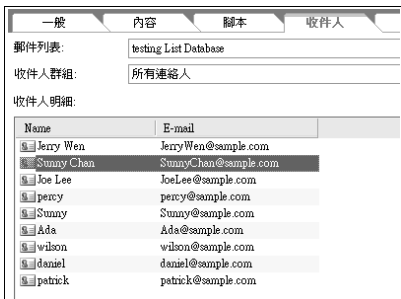 一般 內容 腳本 收件人
郵件列表: testing List Database
收件人群組: 所有連絡人
收件人明細:
Name E-mail
Jerry Wen JerryWen@sample.com
Sunny Chan SunnyChan@sample.com
Joe Lee JoeLee@sample.com
percy percy@sample.com
Sunny Sunny@sample.com
Ada Ada@sample.com
wilson wilson@sample.com
daniel daniel@sample.com
patrick patrick@sample.com